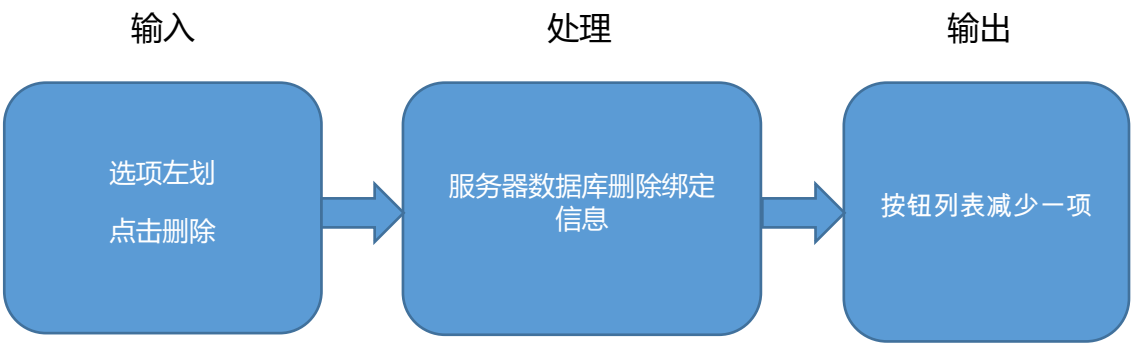 输入
处理
输出
选项左划
点击删除
服务器数据库删除绑定
信息
按钮列表减少一项